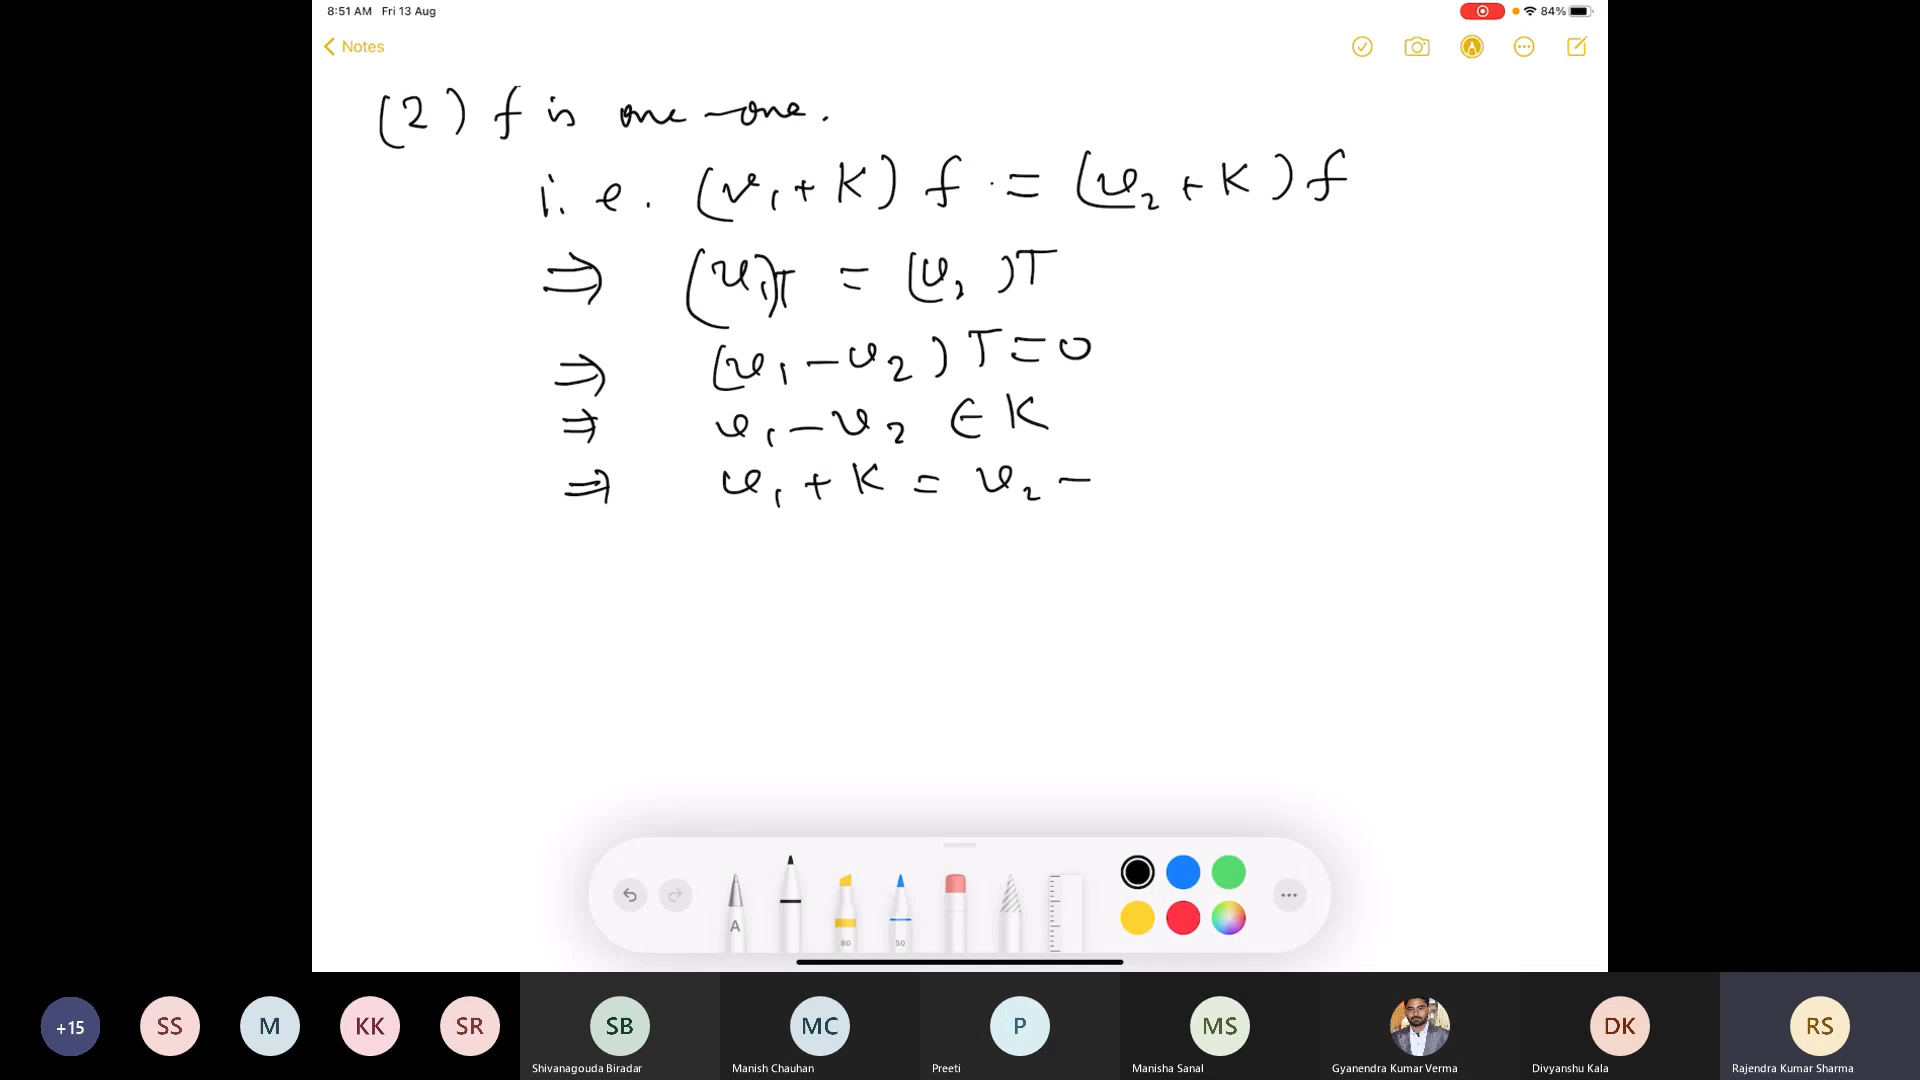 8:51 AM Fri 13 Aug
84%
Notes
(2) f is one-one.
i.e. (v₁ + K) f = (v₂ + K) f
⇒ (v₁)T = (v₂)T
⇒ (v₁ - v₂) T = 0
⇒ v₁ - v₂ ∈ K
⇒ v₁ + K = v₂ -
A
80
50
+15
SS
M
KK
SR
SB
MC
P
MS
DK
RS
Shivanagouda Biradar
Manish Chauhan
Preeti
Manisha Sanal
Gyanendra Kumar Verma
Divyanshu Kala
Rajendra Kumar Sharma